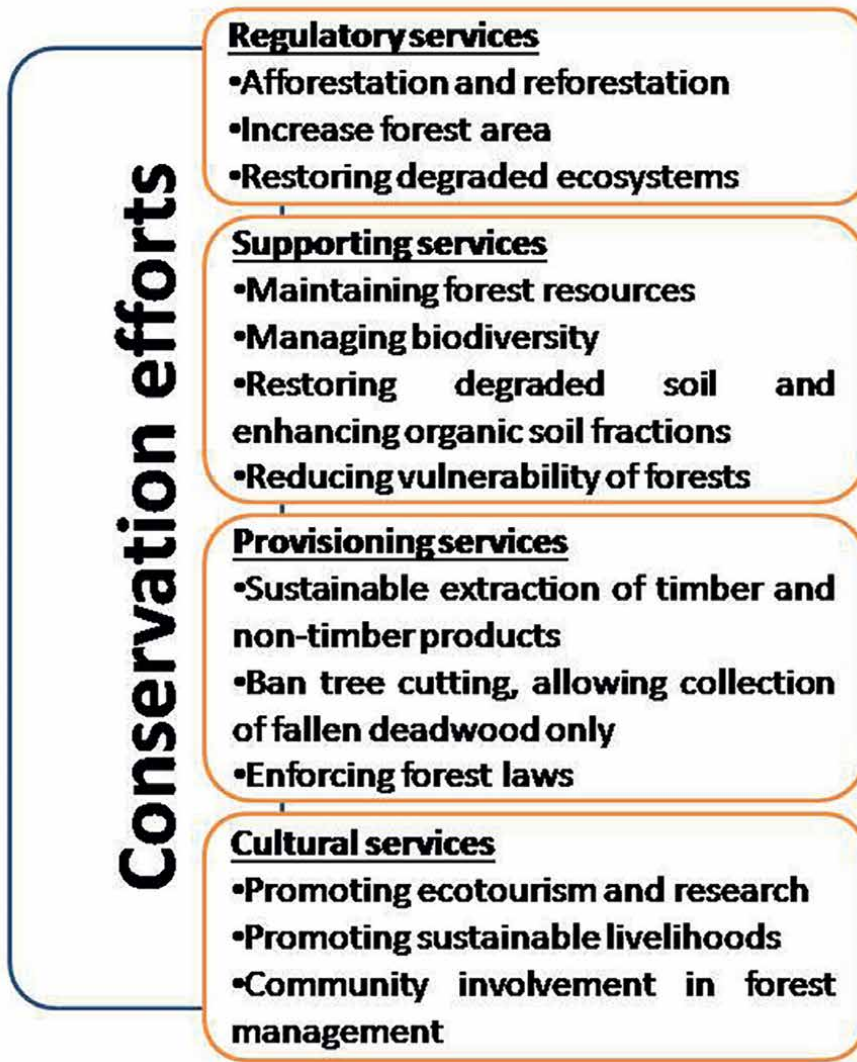 Conservation efforts
Regulatory services
•Afforestation and reforestation
•Increase forest area
•Restoring degraded ecosystems
Supporting services
•Maintaining forest resources
•Managing biodiversity
•Restoring degraded soil and
enhancing organic soil fractions
•Reducing vulnerability of forests
Provisioning services
•Sustainable extraction of timber and
non-timber products
•Ban tree cutting, allowing collection
of fallen deadwood only
•Enforcing forest laws
Cultural services
•Promoting ecotourism and research
•Promoting sustainable livelihoods
•Community involvement in forest
management